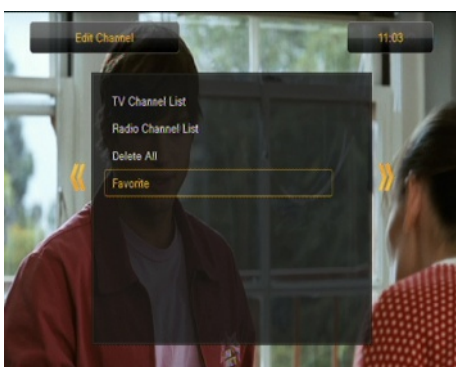 Edit Channel
11:03
TV Channel List
Radio Channel List
Delete All
Favorite